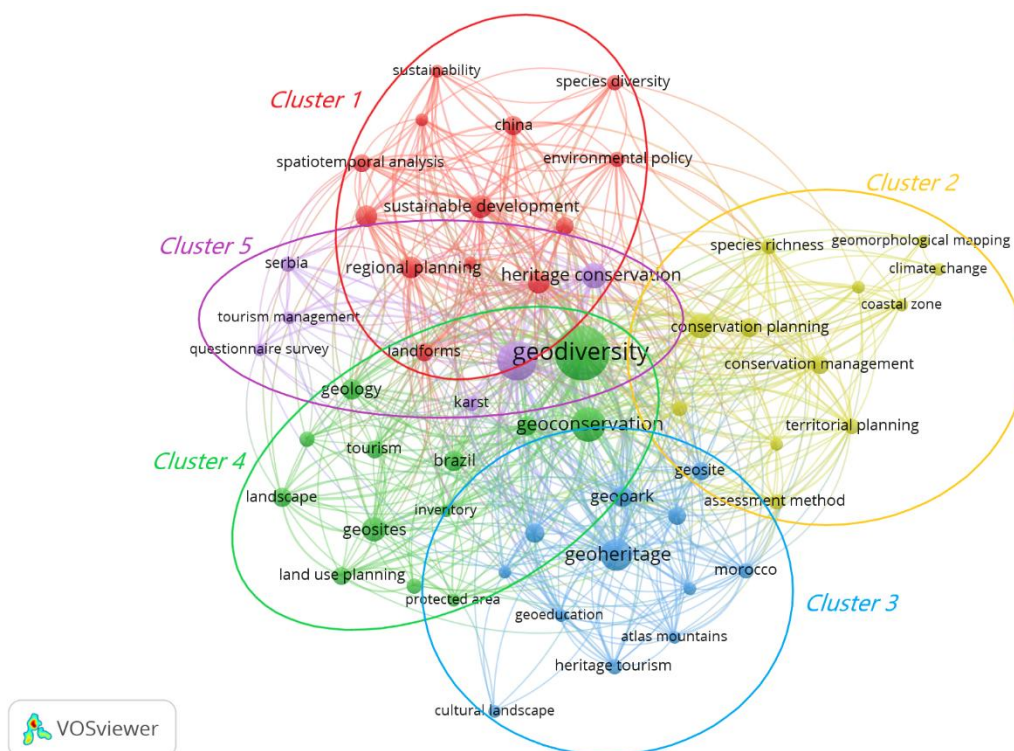 sustainability
species diversity
Cluster 1
china
spatiotemporal analysis
environmental policy
Cluster 2
sustainable development
Cluster 5
species richness
geomorphological mapping
serbia
regional planning
heritage conservation
climate change
coastal zone
tourism management
conservation planning
questionnaire survey
landforms
geodiversity
conservation management
geology
karst
geoconservation
territorial planning
Cluster 4
tourism
brazil
geosite
landscape
inventory
geopark
assessment method
geosites
geoheritage
land use planning
morocco
protected area
Cluster 3
geoeducation
atlas mountains
heritage tourism
cultural landscape
VOSviewer